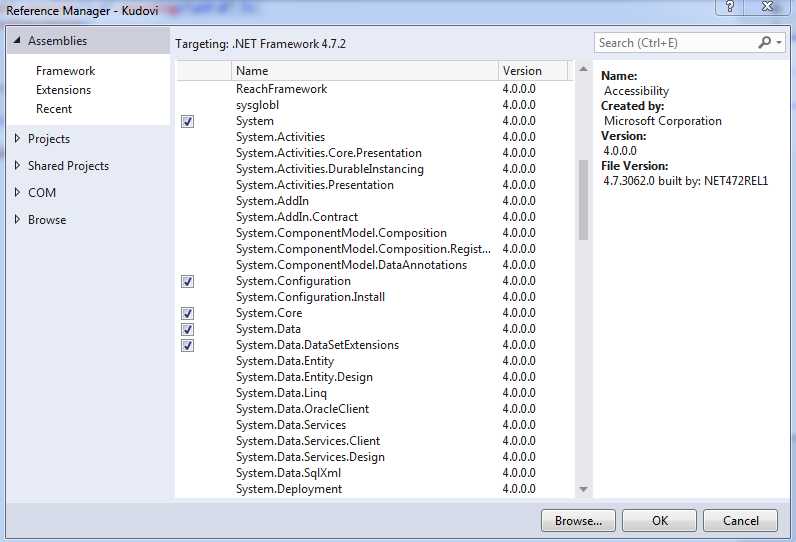 Reference Manager - Kudovi
Assemblies
Framework
Extensions
Recent
Projects
Shared Projects
COM
Browse
Targeting: .NET Framework 4.7.2
Search (Ctrl+E)
Name Version
ReachFramework 4.0.0.0
sysglobl 4.0.0.0
System 4.0.0.0
System.Activities 4.0.0.0
System.Activities.Core.Presentation 4.0.0.0
System.Activities.DurableInstancing 4.0.0.0
System.Activities.Presentation 4.0.0.0
System.AddIn 4.0.0.0
System.AddIn.Contract 4.0.0.0
System.ComponentModel.Composition 4.0.0.0
System.ComponentModel.Composition.Regist... 4.0.0.0
System.ComponentModel.DataAnnotations 4.0.0.0
System.Configuration 4.0.0.0
System.Configuration.Install 4.0.0.0
System.Core 4.0.0.0
System.Data 4.0.0.0
System.Data.DataSetExtensions 4.0.0.0
System.Data.Entity 4.0.0.0
System.Data.Entity.Design 4.0.0.0
System.Data.Linq 4.0.0.0
System.Data.OracleClient 4.0.0.0
System.Data.Services 4.0.0.0
System.Data.Services.Client 4.0.0.0
System.Data.Services.Design 4.0.0.0
System.Data.SqlXml 4.0.0.0
System.Deployment 4.0.0.0
Name:
Accessibility
Created by:
Microsoft Corporation
Version:
4.0.0.0
File Version:
4.7.3062.0 built by: NET472REL1
Browse... OK Cancel